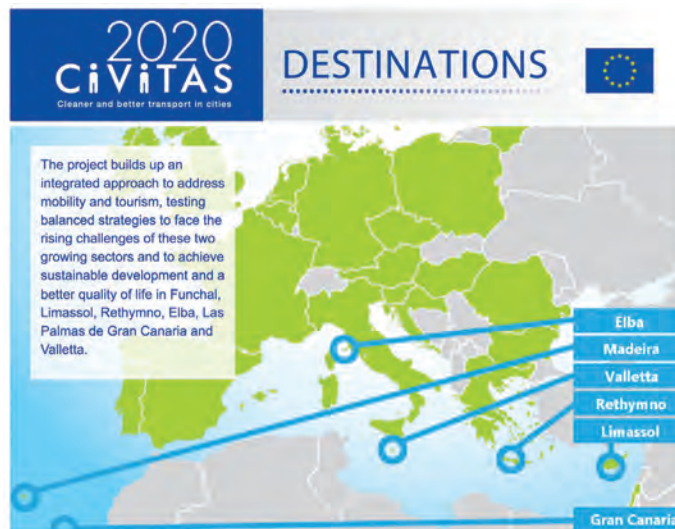 2020
CiViTAS
Cleaner and better transport in cities
DESTINATIONS
The project builds up an
integrated approach to address
mobility and tourism, testing
balanced strategies to face the
rising challenges of these two
growing sectors and to achieve
sustainable development and a
better quality of life in Funchal,
Limassol, Rethymno, Elba, Las
Palmas de Gran Canaria and
Valletta.
Elba
Madeira
Valletta
Rethymno
Limassol
Gran Canaria